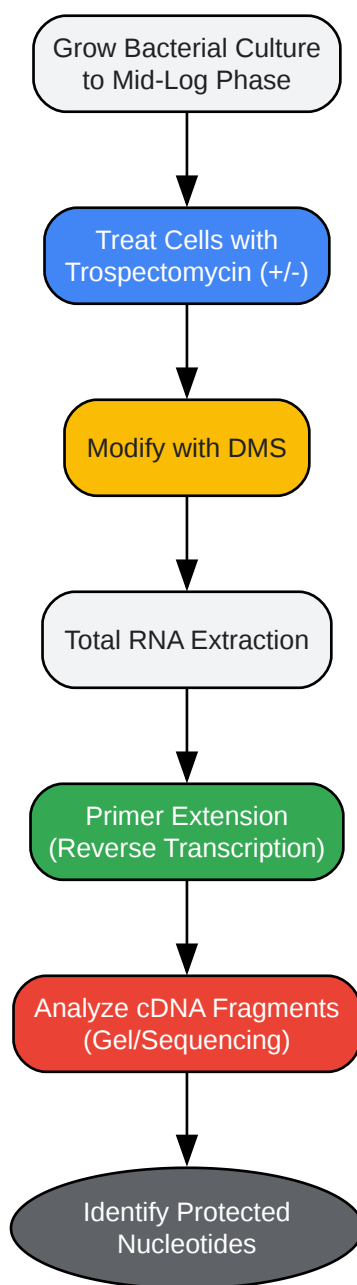 Grow Bacterial Culture
to Mid-Log Phase
Treat Cells with
Trospectomycin (+/-)
Modify with DMS
Total RNA Extraction
Primer Extension
(Reverse Transcription)
Analyze cDNA Fragments
(Gel/Sequencing)
Identify Protected
Nucleotides